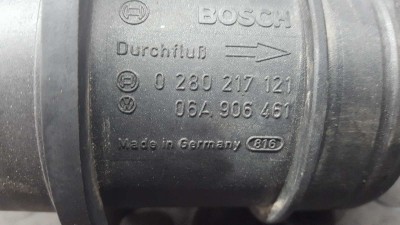 BOSCH
Durchfluß
0 280 217 121
06A 906 461
Made in Germany 816